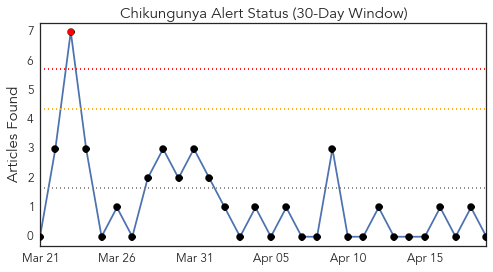 Chikungunya Alert Status (30-Day Window)
Articles Found
7
6
5
4
3
2
1
0
Mar 21 Mar 26 Mar 31 Apr 05 Apr 10 Apr 15